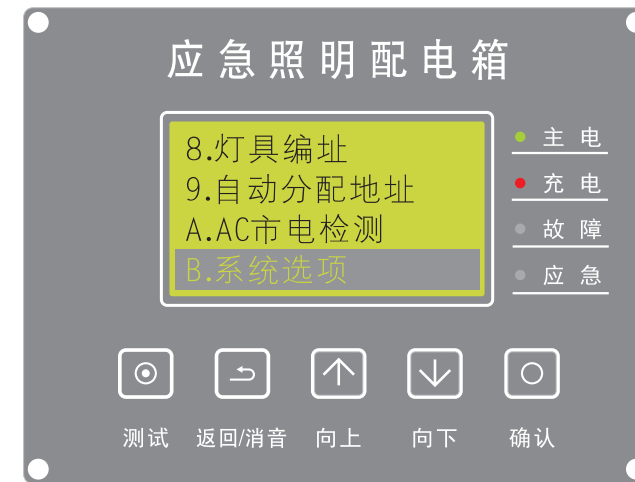 应急照明配电箱
8.灯具编址
9.自动分配地址
A.AC市电检测
B.系统选项
主电
充电
故障
应急
测试 返回/消音 向上 向下 确认